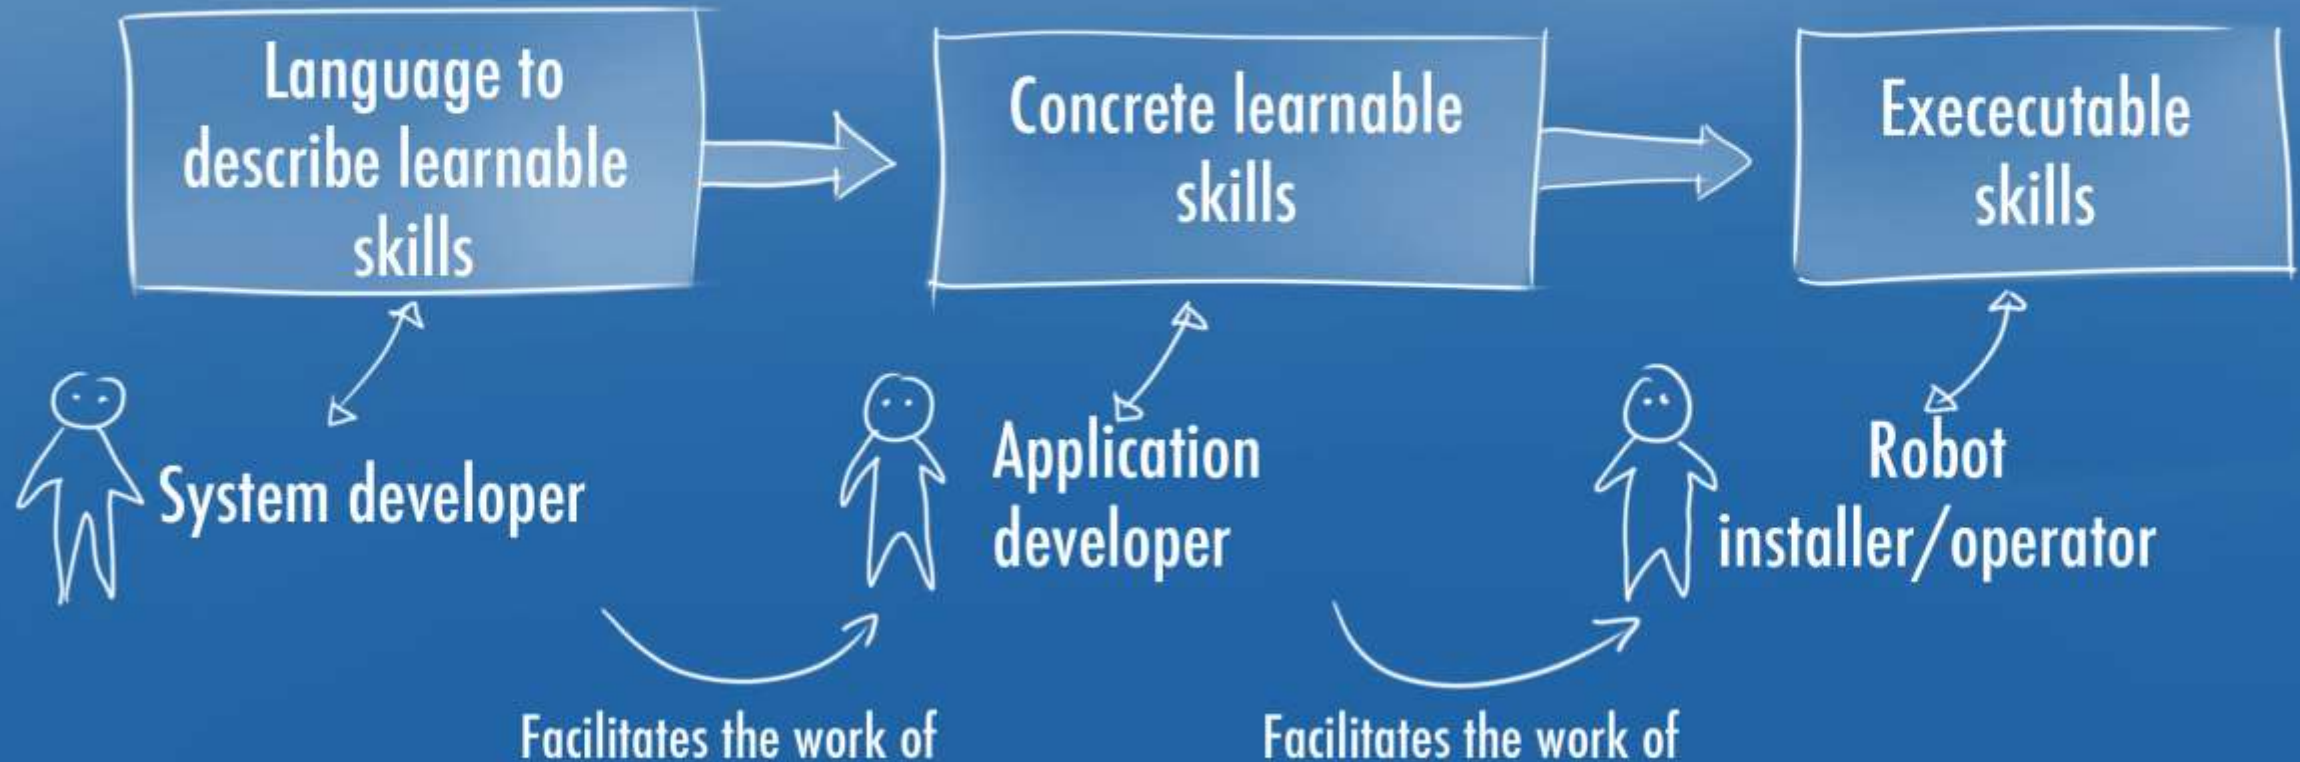 Language to
describe learnable
skills
Concrete learnable
skills
Exececutable
skills
System developer
Application
developer
Robot
installer/operator
Facilitates the work of
Facilitates the work of